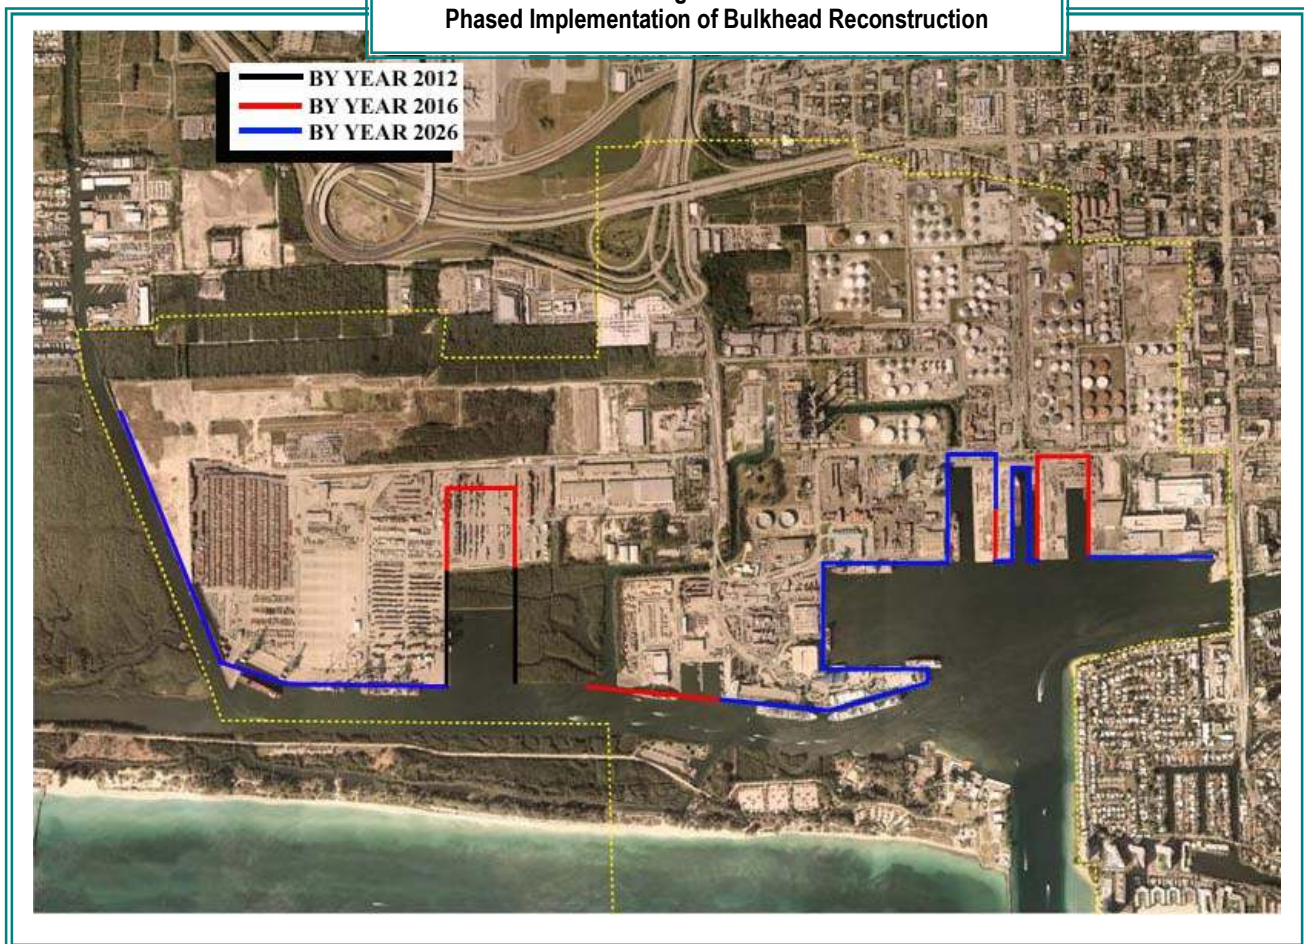 Phased Implementation of Bulkhead Reconstruction
BY YEAR 2012
BY YEAR 2016
BY YEAR 2026